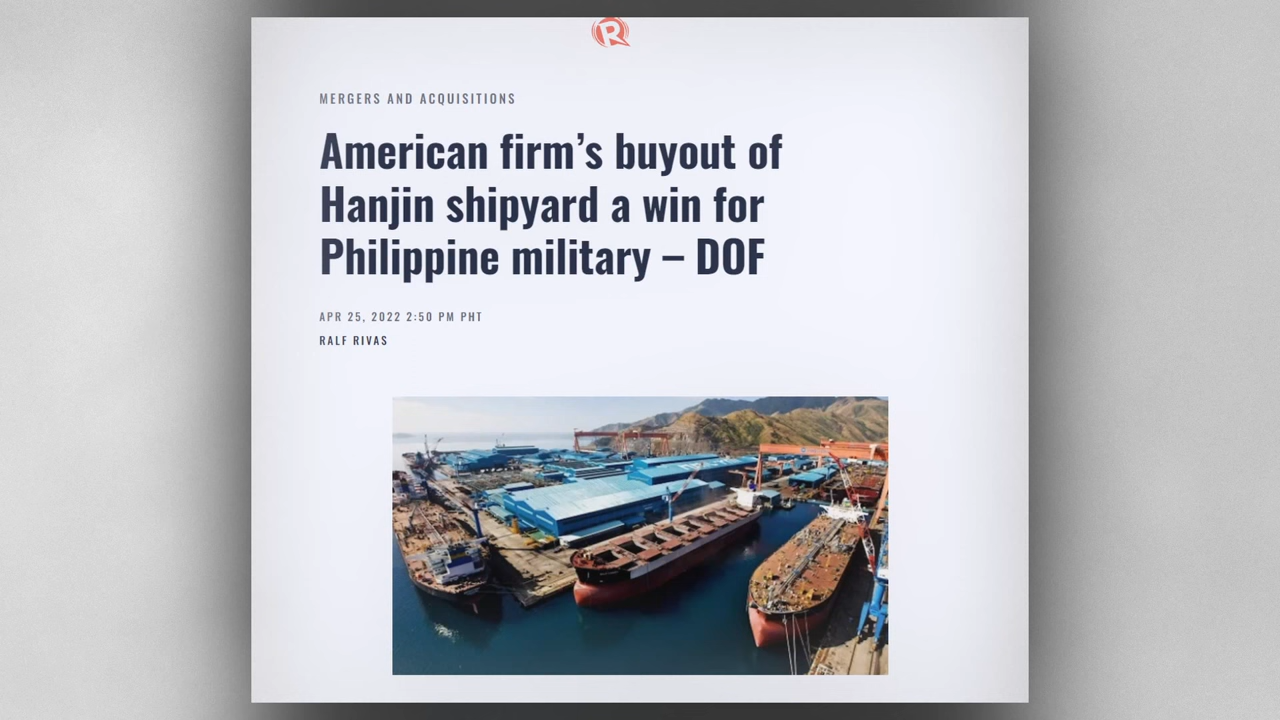 R
MERGERS AND ACQUISITIONS
American firm’s buyout of
Hanjin shipyard a win for
Philippine military – DOF
APR 25, 2022 2:50 PM PHT
RALF RIVAS